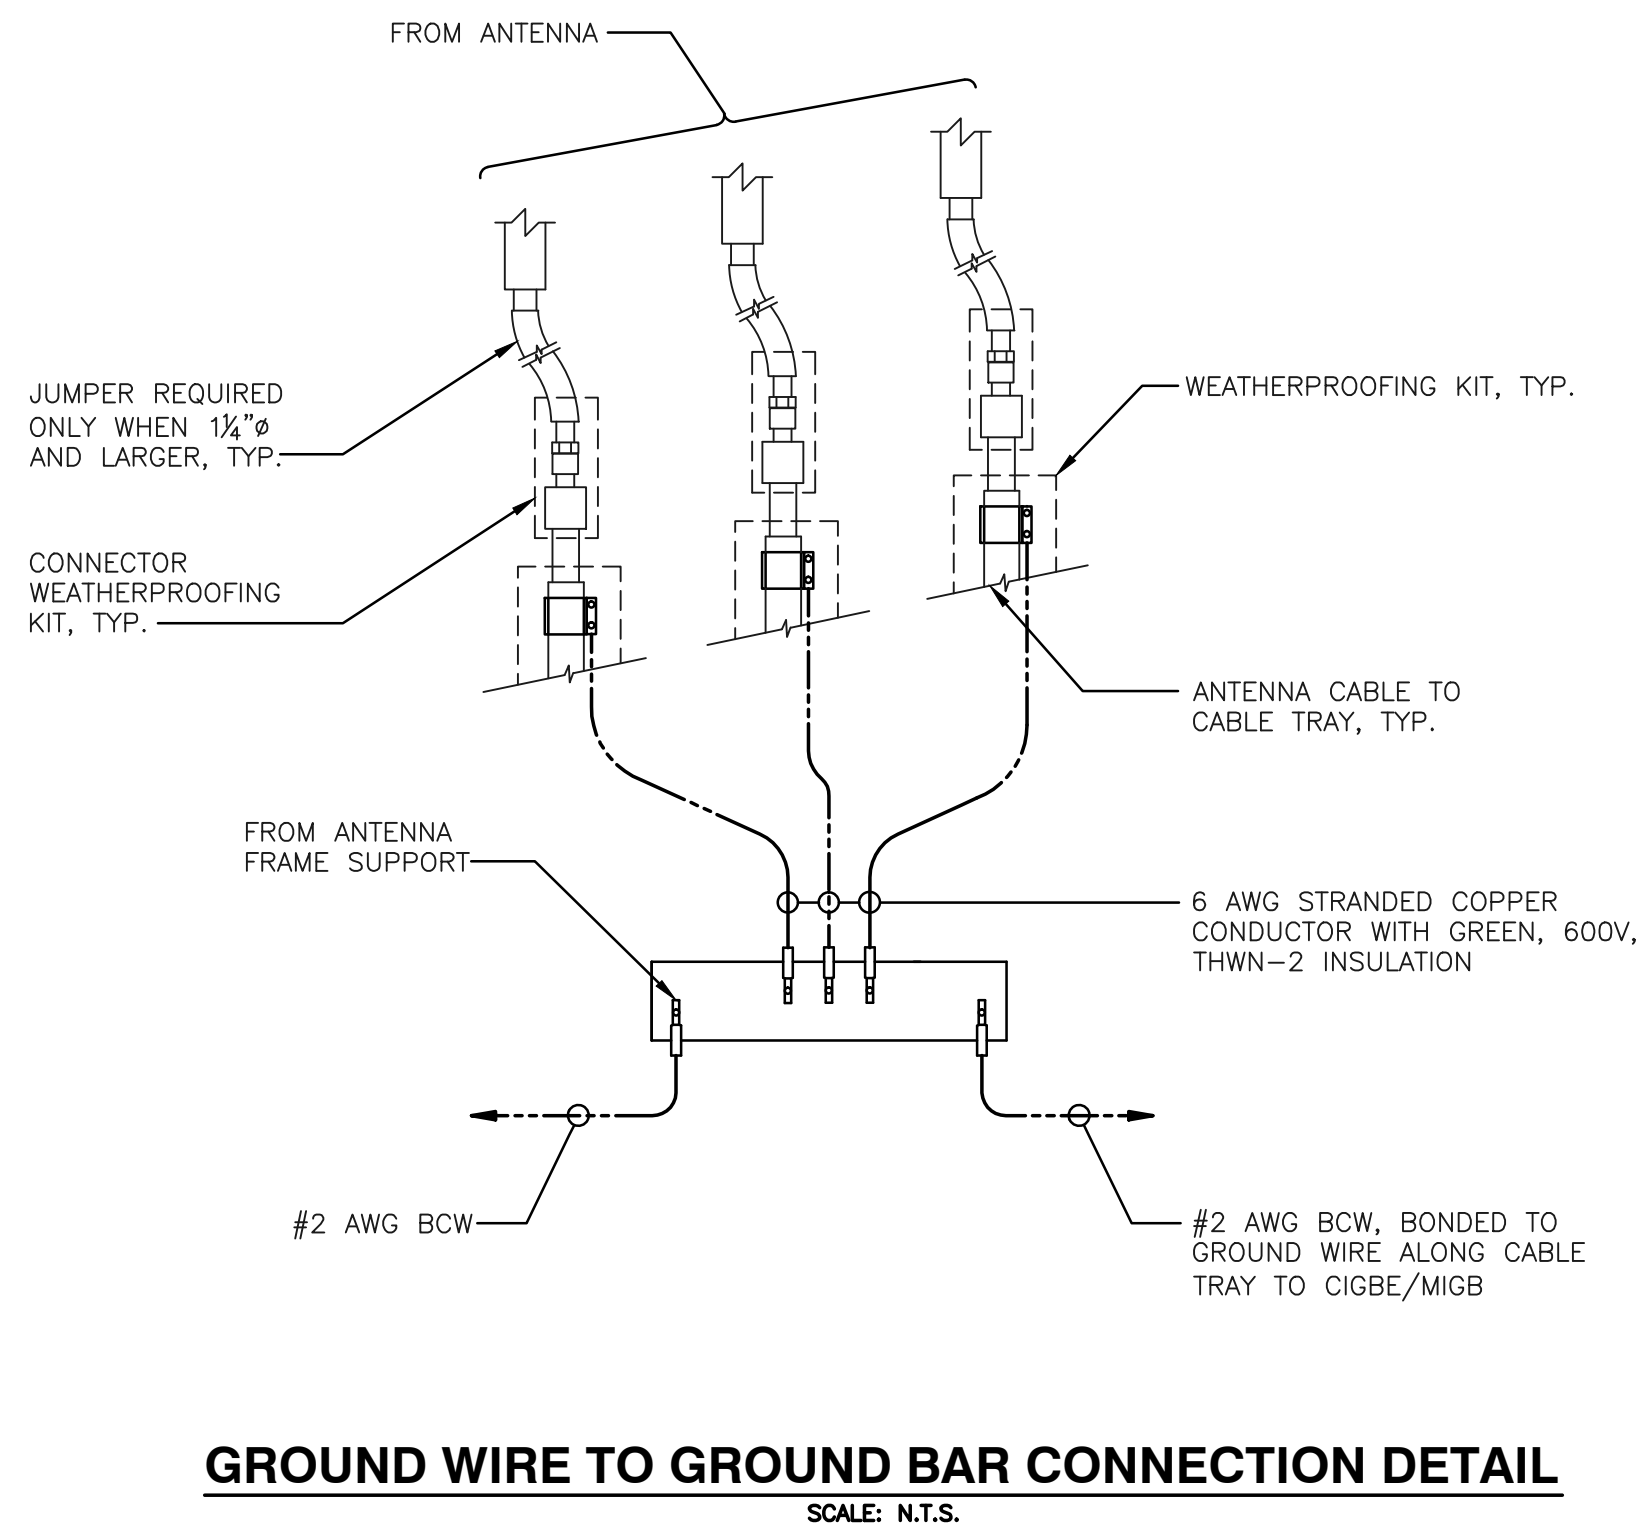 FROM ANTENNA
JUMPER REQUIRED
ONLY WHEN 1¼"ø
AND LARGER, TYP.
WEATHERPROOFING KIT, TYP.
CONNECTOR
WEATHERPROOFING
KIT, TYP.
ANTENNA CABLE TO
CABLE TRAY, TYP.
FROM ANTENNA
FRAME SUPPORT
6 AWG STRANDED COPPER
CONDUCTOR WITH GREEN, 600V,
THWN-2 INSULATION
#2 AWG BCW
#2 AWG BCW, BONDED TO
GROUND WIRE ALONG CABLE
TRAY TO CIGBE/MIGB
GROUND WIRE TO GROUND BAR CONNECTION DETAIL
SCALE: N.T.S.